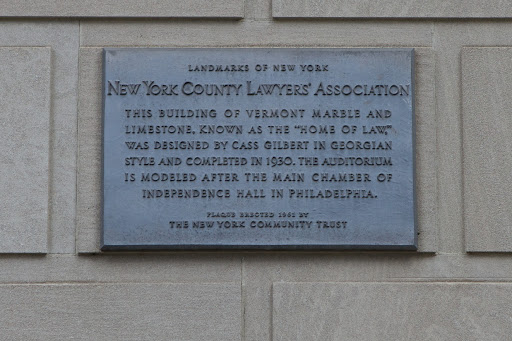 LANDMARKS OF NEW YORK
NEW YORK COUNTY LAWYERS' ASSOCIATION
THIS BUILDING OF VERMONT MARBLE AND
LIMESTONE, KNOWN AS THE "HOME OF LAW,"
WAS DESIGNED BY CASS GILBERT IN GEORGIAN
STYLE AND COMPLETED IN 1930. THE AUDITORIUM
IS MODELED AFTER THE MAIN CHAMBER OF
INDEPENDENCE HALL IN PHILADELPHIA.
PLAQUE ERECTED 1961 BY
THE NEW YORK COMMUNITY TRUST